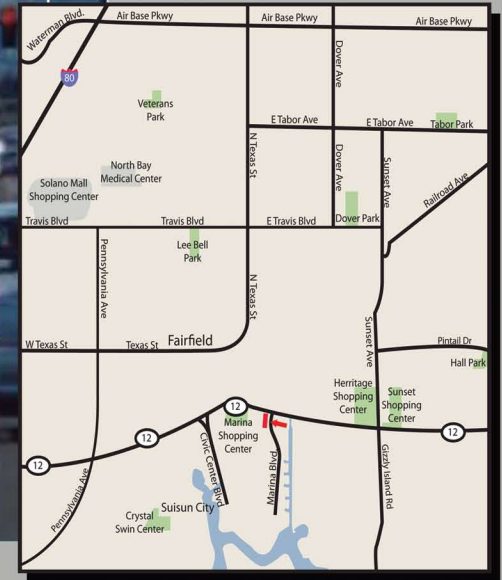 Waterman Blvd.
Air Base Pkwy
Air Base Pkwy
Air Base Pkwy
80
Dover Ave
Veterans
Park
E Tabor Ave
E Tabor Ave
Tabor Park
N Texas St
Dover Ave
Sunset Ave
North Bay
Medical Center
Solano Mall
Shopping Center
Railroad Ave
Travis Blvd
Travis Blvd
E Travis Blvd
Dover Park
Pennsylvania Ave
Lee Bell
Park
N Texas St
Sunset Ave
W Texas St
Texas St
Fairfield
Pintail Dr
Hall Park
Heritage
Shopping
Center
Sunset
Shopping
Center
12
Marina
Shopping
Center
12
12
12
Civic Center Blvd
Marina Blvd
Gizzly Island Rd
Pennsylvania Ave
Suisun City
Crystal
Swin Center